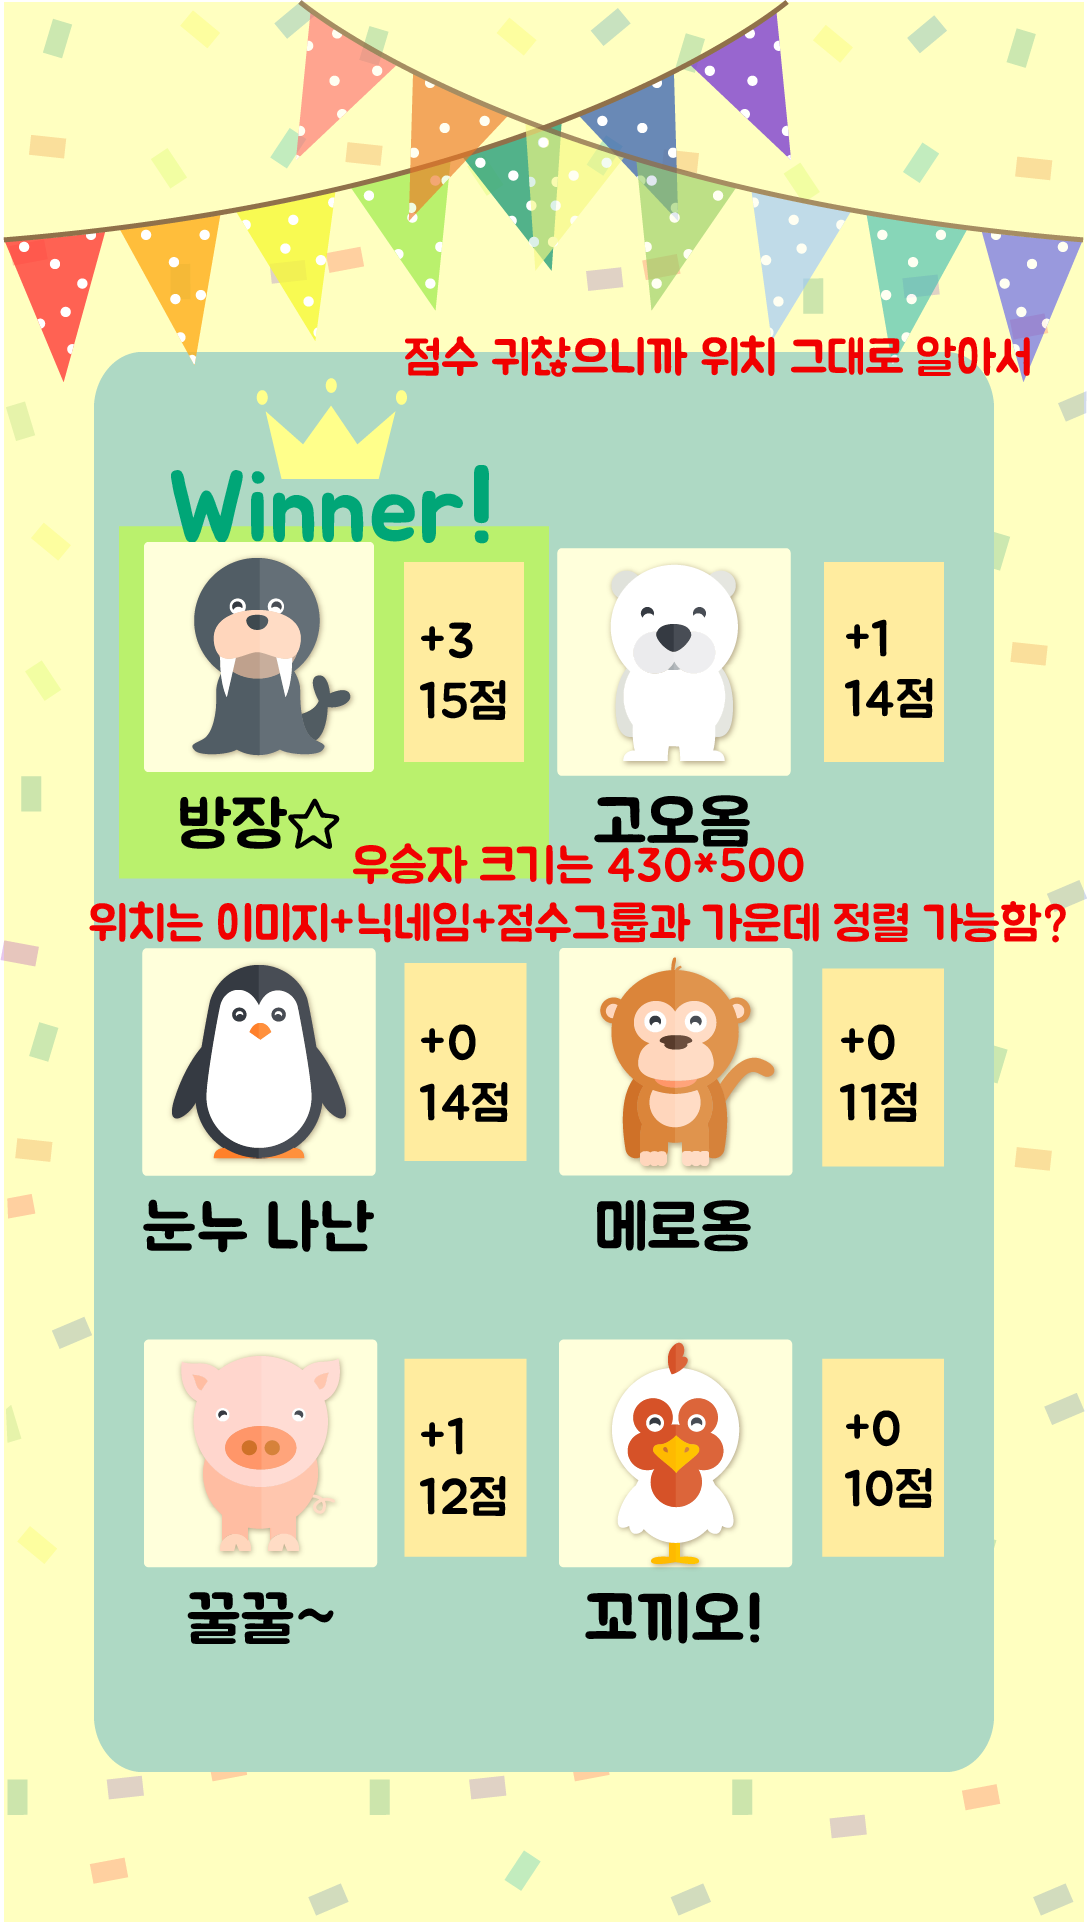 점수 귀찮으니까 위치 그대로 알아서
Winner!
+3
15점
방장☆
+1
14점
고오옴
우승자 크기는 430*500
위치는 이미지+닉네임+점수그룹과 가운데 정렬 가능함?
+0
14점
눈누 나난
+0
11점
메로옹
+1
12점
꿀꿀~
+0
10점
꼬끼오!